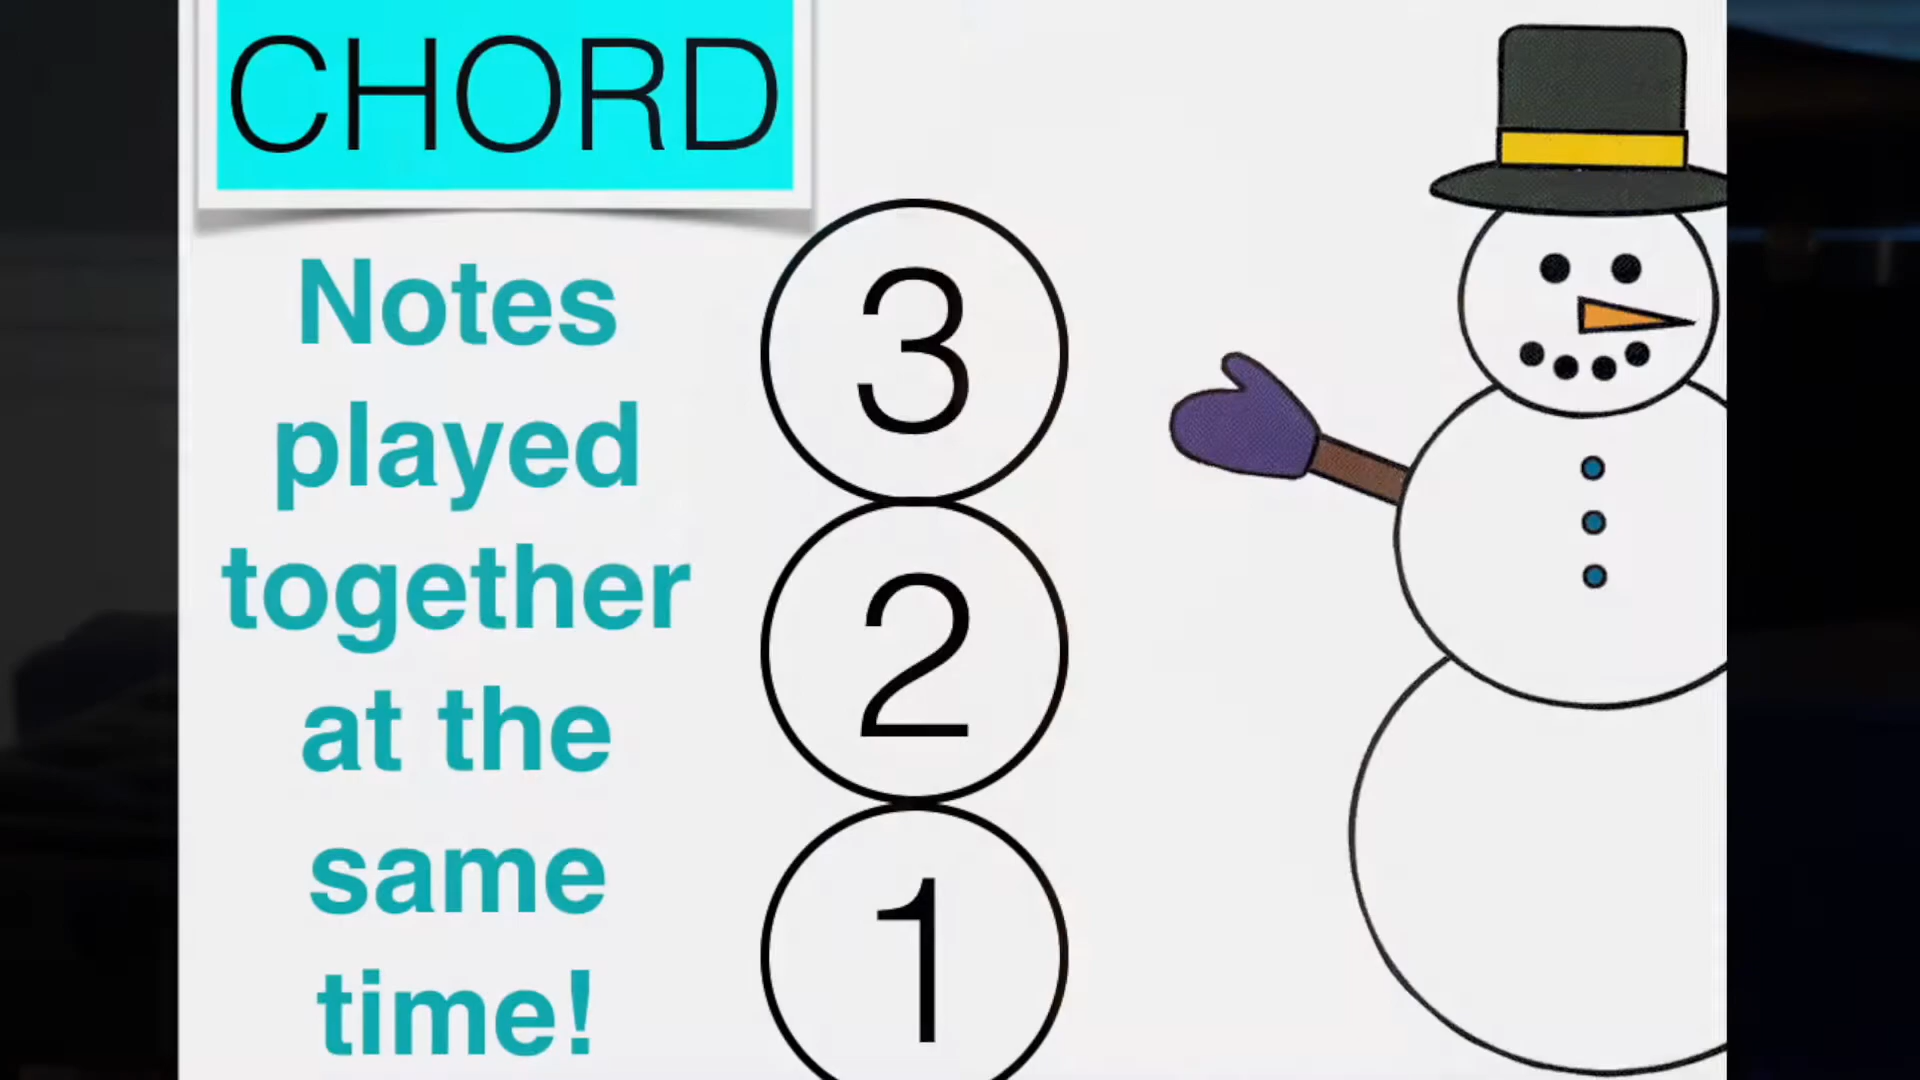 CHORD
Notes
played
together
at the
same
time!
3
2
1